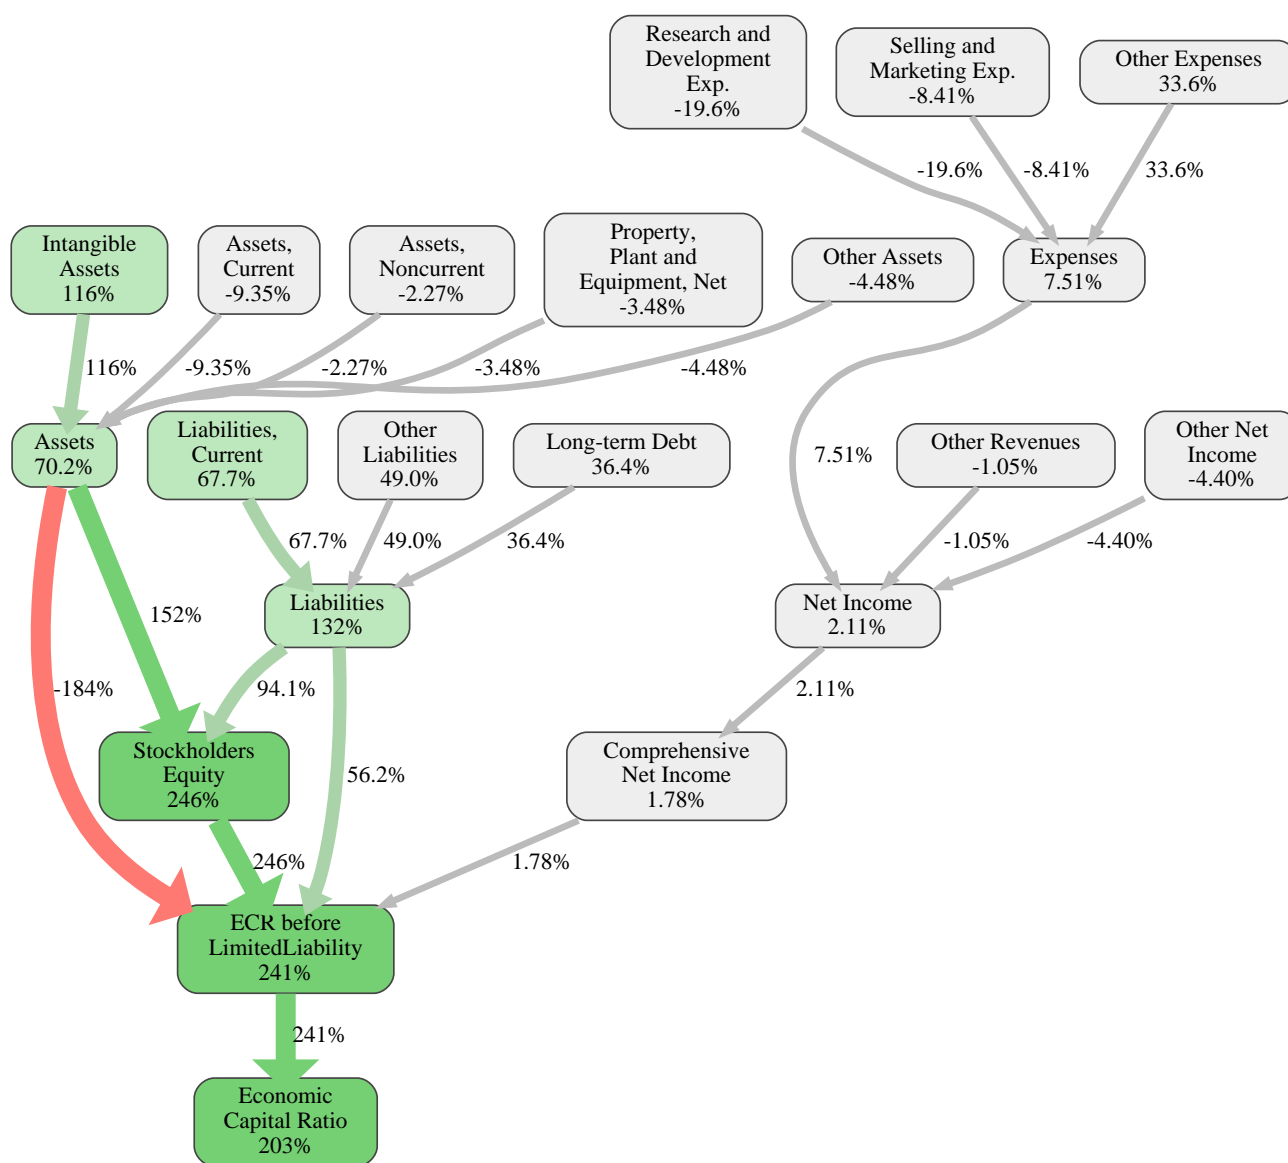 Research and
Development
Exp.
-19.6%
Selling and
Marketing Exp.
-8.41%
Other Expenses
33.6%
-19.6%
-8.41%
33.6%
Intangible
Assets
116%
Assets,
Current
-9.35%
Assets,
Noncurrent
-2.27%
Property,
Plant and
Equipment, Net
-3.48%
Other Assets
-4.48%
Expenses
7.51%
116%
-9.35%
-2.27%
-3.48%
-4.48%
Assets
70.2%
Liabilities,
Current
67.7%
Other
Liabilities
49.0%
Long-term Debt
36.4%
7.51%
Other Revenues
-1.05%
Other Net
Income
-4.40%
67.7%
49.0%
36.4%
-1.05%
-4.40%
152%
Liabilities
132%
Net Income
2.11%
-184%
94.1%
2.11%
Stockholders
Equity
246%
56.2%
Comprehensive
Net Income
1.78%
246%
1.78%
ECR before
LimitedLiability
241%
241%
Economic
Capital Ratio
203%